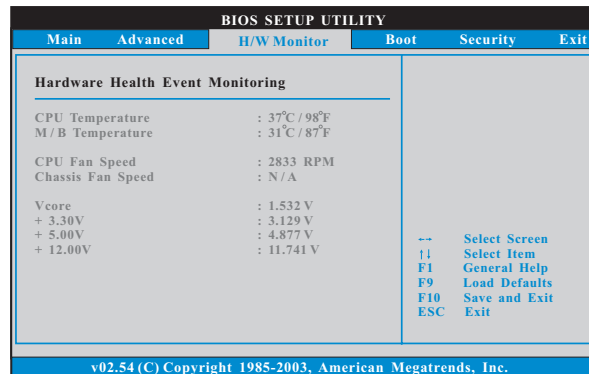 BIOS SETUP UTILITY
Main Advanced H/W Monitor Boot Security Exit
Hardware Health Event Monitoring
CPU Temperature : 37°C / 98°F
M / B Temperature : 31°C / 87°F
CPU Fan Speed : 2833 RPM
Chassis Fan Speed : N / A
Vcore : 1.532 V
+ 3.30V : 3.129 V
+ 5.00V : 4.877 V
+ 12.00V : 11.741 V
←→ Select Screen
↑↓ Select Item
F1 General Help
F9 Load Defaults
F10 Save and Exit
ESC Exit
v02.54 (C) Copyright 1985-2003, American Megatrends, Inc.